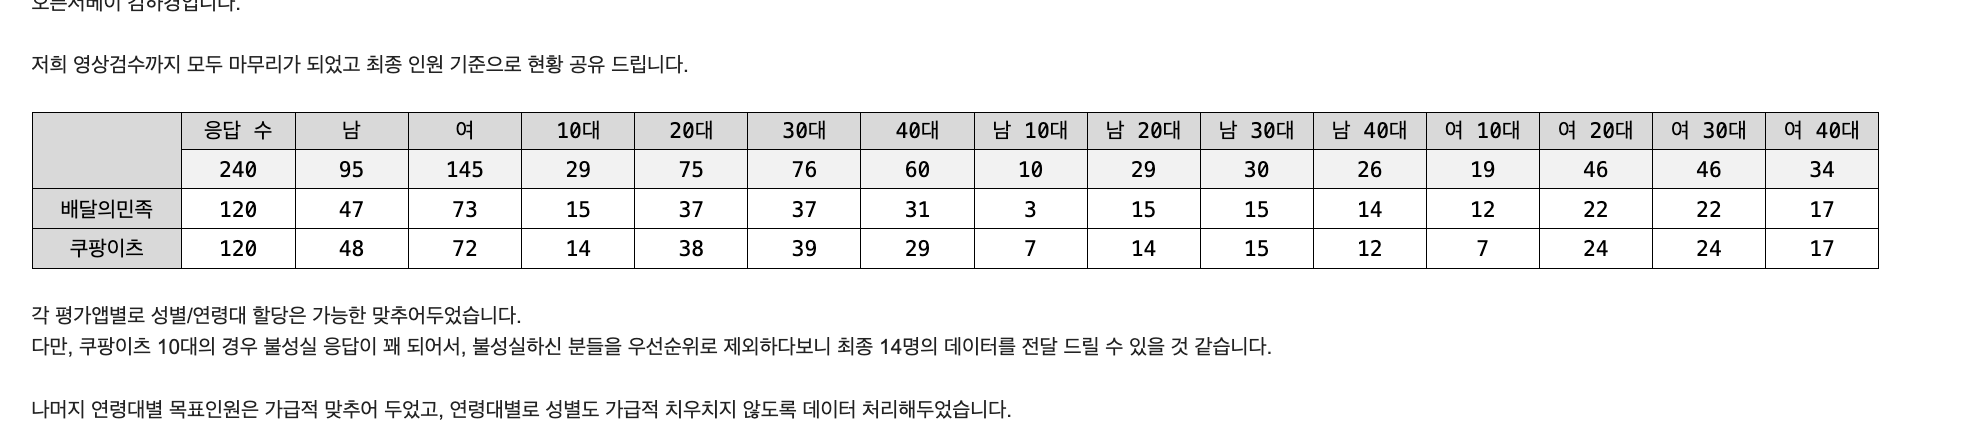 오픈서베이 김하경입니다.
저희 영상검수까지 모두 마무리가 되었고 최종 인원 기준으로 현황 공유 드립니다.
응답 수 남 여 10대 20대 30대 40대 남 10대 남 20대 남 30대 남 40대 여 10대 여 20대 여 30대 여 40대
240 95 145 29 75 76 60 10 29 30 26 19 46 46 34
배달의민족 120 47 73 15 37 37 31 3 15 15 14 12 22 22 17
쿠팡이츠 120 48 72 14 38 39 29 7 14 15 12 7 24 24 17
각 평가앱별로 성별/연령대 할당은 가능한 맞추어두었습니다.
다만, 쿠팡이츠 10대의 경우 불성실 응답이 꽤 되어서, 불성실하신 분들을 우선순위로 제외하다보니 최종 14명의 데이터를 전달 드릴 수 있을 것 같습니다.
나머지 연령대별 목표인원은 가급적 맞추어 두었고, 연령대별로 성별도 가급적 치우치지 않도록 데이터 처리해두었습니다.